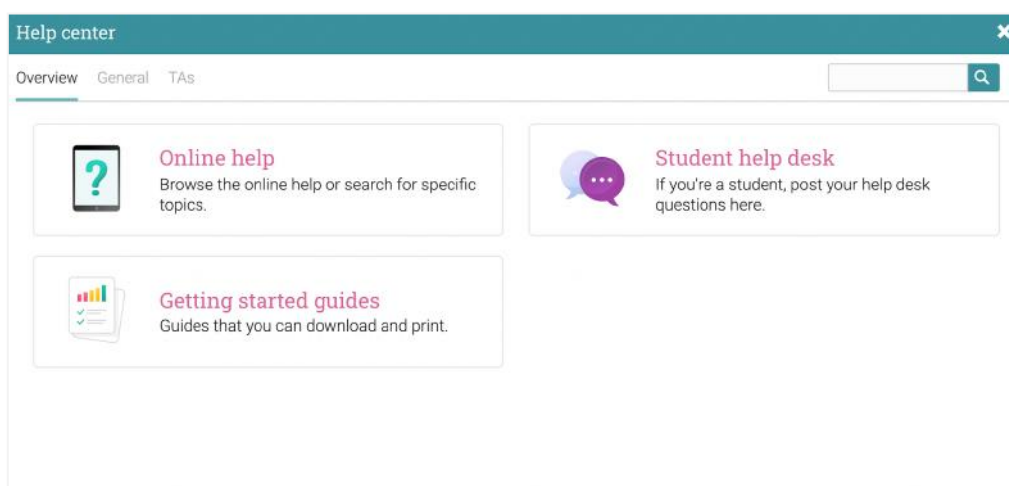 Help center
Overview General TAs
Online help
Browse the online help or search for specific
topics.
Student help desk
If you're a student, post your help desk
questions here.
Getting started guides
Guides that you can download and print.